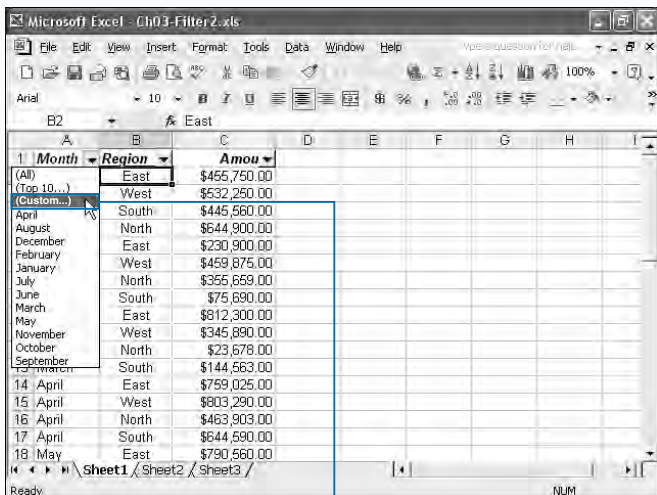 Microsoft Excel - Ch03-Filter2.xls
File Edit View Insert Format Tools Data Window Help
100%
Arial 10 B I U $ % ,
B2 fx East
A B C D E F G H I
1 Month Region Amou
(All) East $455,750.00
(Top 10...) West $532,250.00
(Custom...) South $445,560.00
April North $644,900.00
August East $230,900.00
December West $459,875.00
February North $355,659.00
January South $75,690.00
July East $812,300.00
June West $345,890.00
March North $23,678.00
May South $144,563.00
November
October
September
13 March
14 April East $759,025.00
15 April West $803,290.00
16 April North $463,903.00
17 April South $644,590.00
18 May East $790,560.00
Sheet1 / Sheet2 / Sheet3 /
Ready NUM